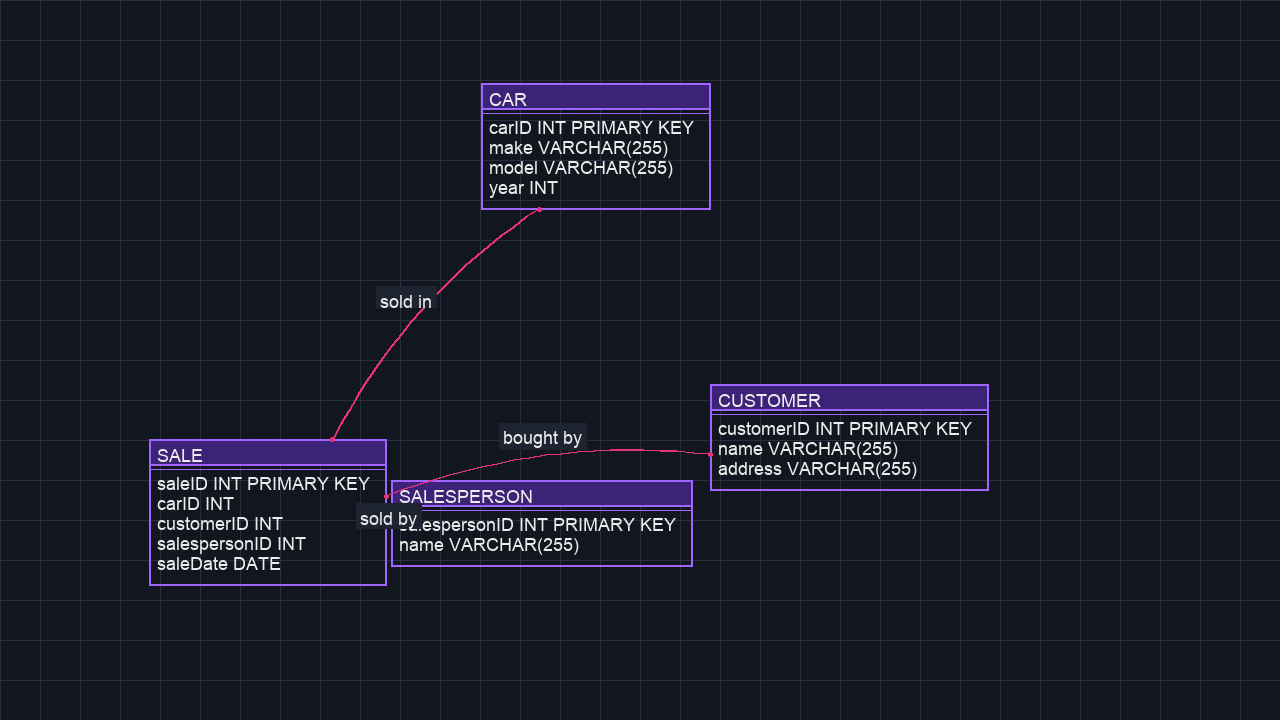 CAR
carID INT PRIMARY KEY
make VARCHAR(255)
model VARCHAR(255)
year INT
sold in
CUSTOMER
customerID INT PRIMARY KEY
name VARCHAR(255)
address VARCHAR(255)
bought by
SALE
saleID INT PRIMARY KEY
carID INT
customerID INT
salespersonID INT
saleDate DATE
sold by
SALESPERSON
salespersonID INT PRIMARY KEY
name VARCHAR(255)